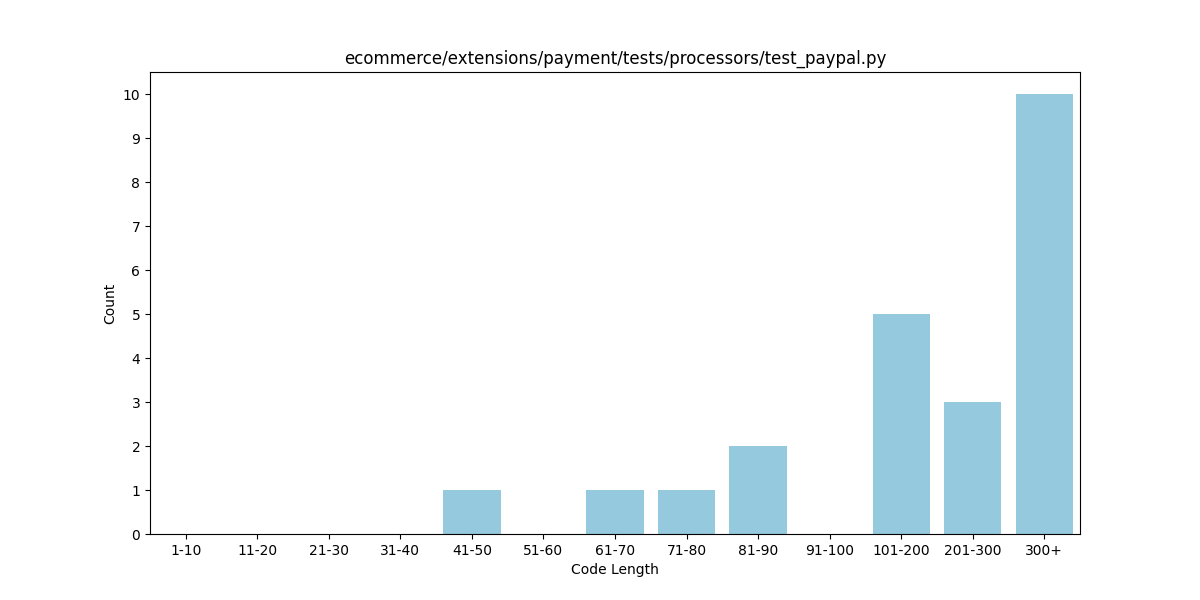 ecommerce/extensions/payment/tests/processors/test_paypal.py
10
9
8
7
6
5
4
3
2
1
0
Count
1-10 11-20 21-30 31-40 41-50 51-60 61-70 71-80 81-90 91-100 101-200 201-300 300+
Code Length